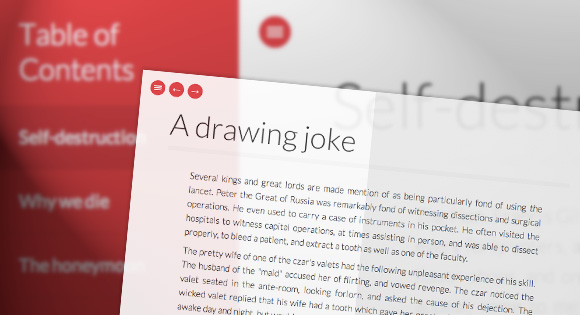 Table of
Contents
Self-destruction
Why we die
The honeymoon
Self-destr
A drawing joke
Several kings and great lords are made mention of as being particularly fond of using the
lancet. Peter the Great of Russia was remarkably fond of witnessing dissections and surgical
operations. He even used to carry a case of instruments in his pocket. He often visited the
hospitals to witness capital operations, at times assisting in person, and was able to dissect
properly, to bleed a patient, and extract a tooth as well as one of the faculty.
The pretty wife of one of the czar's valets had the following unpleasant experience of his skill.
The husband of the "maid" accused her of flirting, and vowed revenge. The czar noticed the
valet seated in the ante-room, looking forlorn, and asked the cause of his dejection. The
wicked valet replied that his wife had a tooth which gave her
awake day and night, but